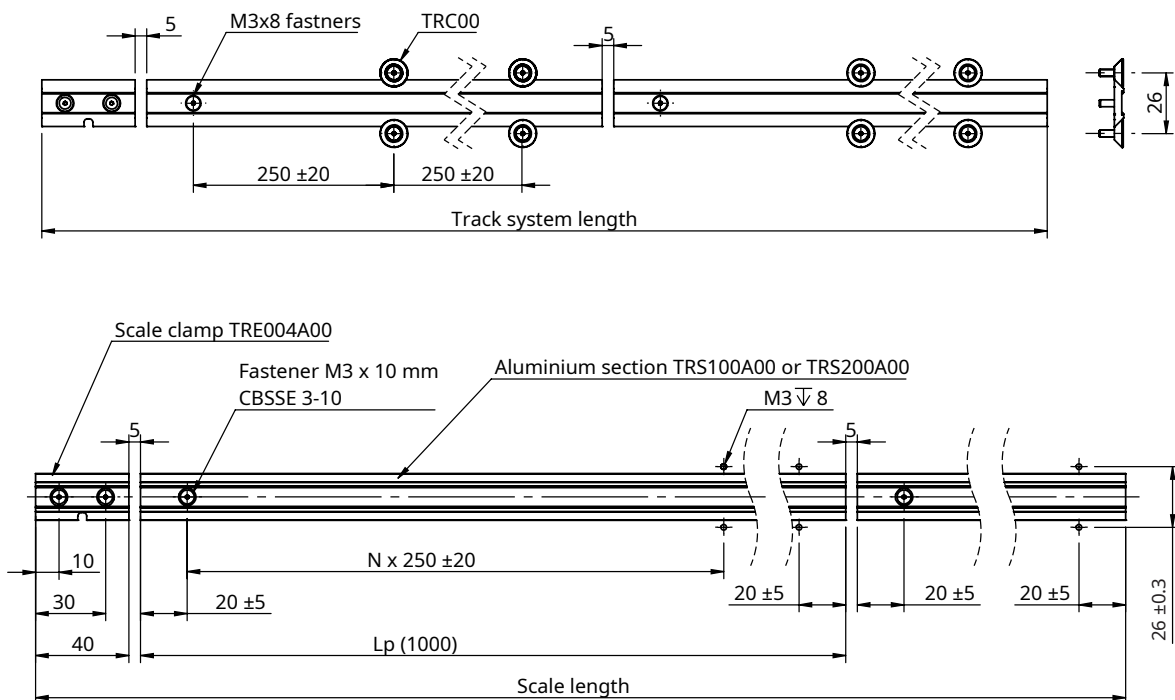 5
M3x8 fastners
TRC00
5
26
250 ±20
250 ±20
Track system length
Scale clamp TRE004A00
Fastener M3 x 10 mm
CBSSE 3-10
Aluminium section TRS100A00 or TRS200A00
M3 ↧ 8
5
5
10
N x 250 ±20
30
20 ±5
20 ±5
20 ±5
20 ±5
26 ±0.3
40
Lp (1000)
Scale length